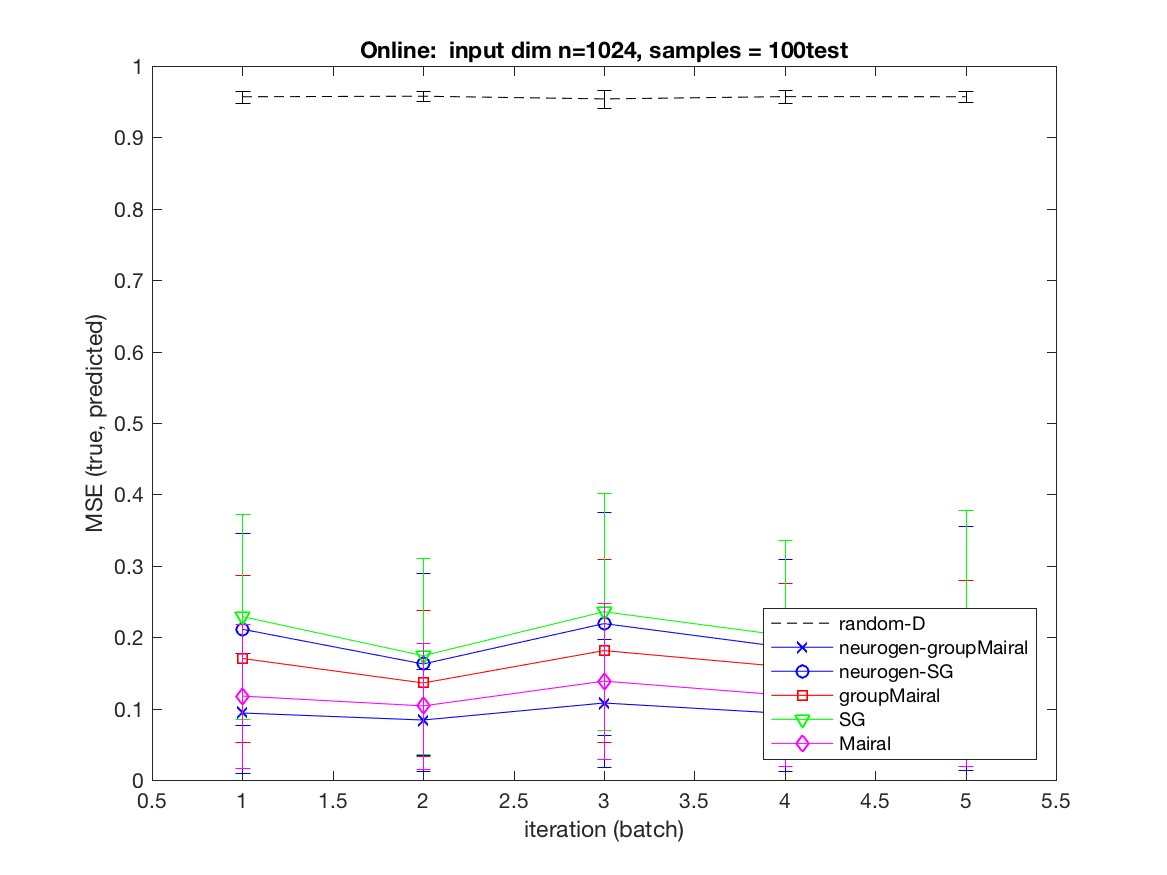 Online:  input dim n=1024, samples = 100test
MSE (true, predicted)
1
0.9
0.8
0.7
0.6
0.5
0.4
0.3
0.2
0.1
0
random-D
neurogen-groupMairal
neurogen-SG
groupMairal
SG
Mairal
0.5 1 1.5 2 2.5 3 3.5 4 4.5 5 5.5
iteration (batch)